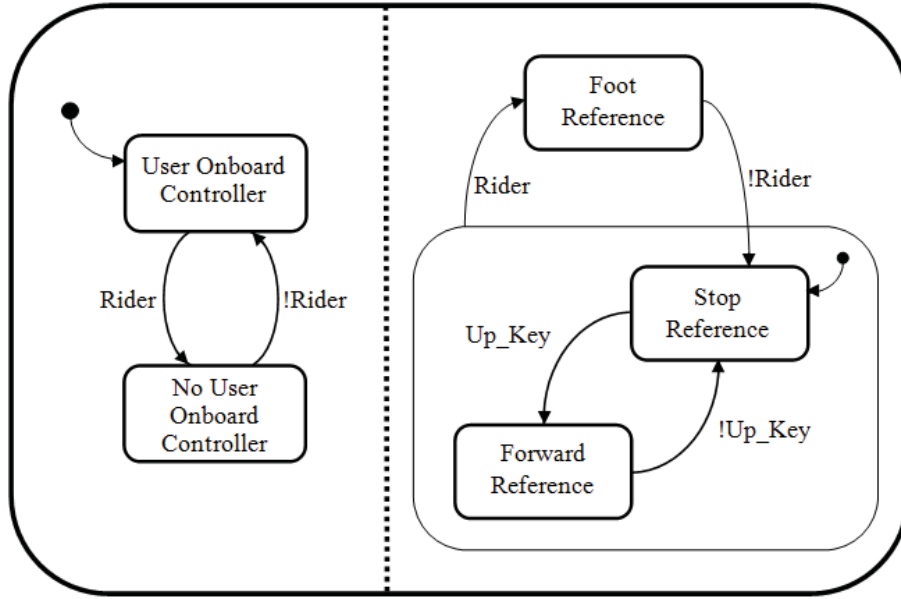 User Onboard
Controller
Rider
!Rider
No User
Onboard
Controller
Foot
Reference
Rider
!Rider
Stop
Reference
Up_Key
!Up_Key
Forward
Reference